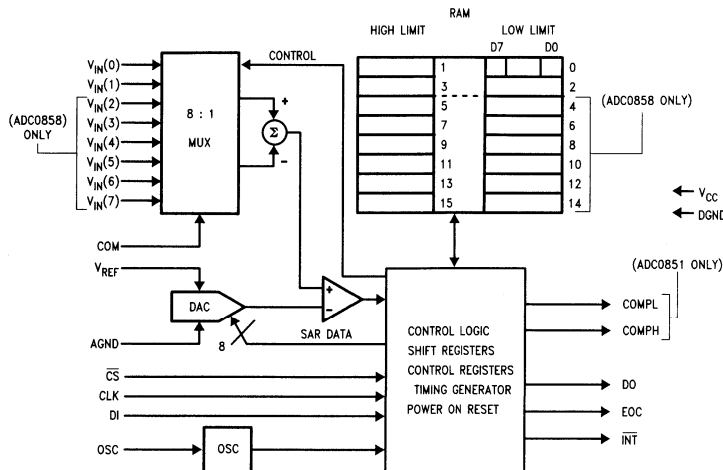 RAM
HIGH LIMIT LOW LIMIT
D7 D0
CONTROL
V_IN(0)
V_IN(1)
V_IN(2)
V_IN(3)
V_IN(4)
V_IN(5)
V_IN(6)
V_IN(7)
(ADC0858)
ONLY
8 : 1
MUX
+
Σ
−
1 0
3 2
5 4
7 6
9 8
11 10
13 12
15 14
(ADC0858 ONLY)
V_CC
DGND
COM
V_REF
DAC
AGND
8
SAR DATA
+
−
(ADC0851 ONLY)
COMPL
COMPH
CONTROL LOGIC
SHIFT REGISTERS
CONTROL REGISTERS
TIMING GENERATOR
POWER ON RESET
C̅S̅
CLK
DI
OSC
OSC
DO
EOC
I̅N̅T̅